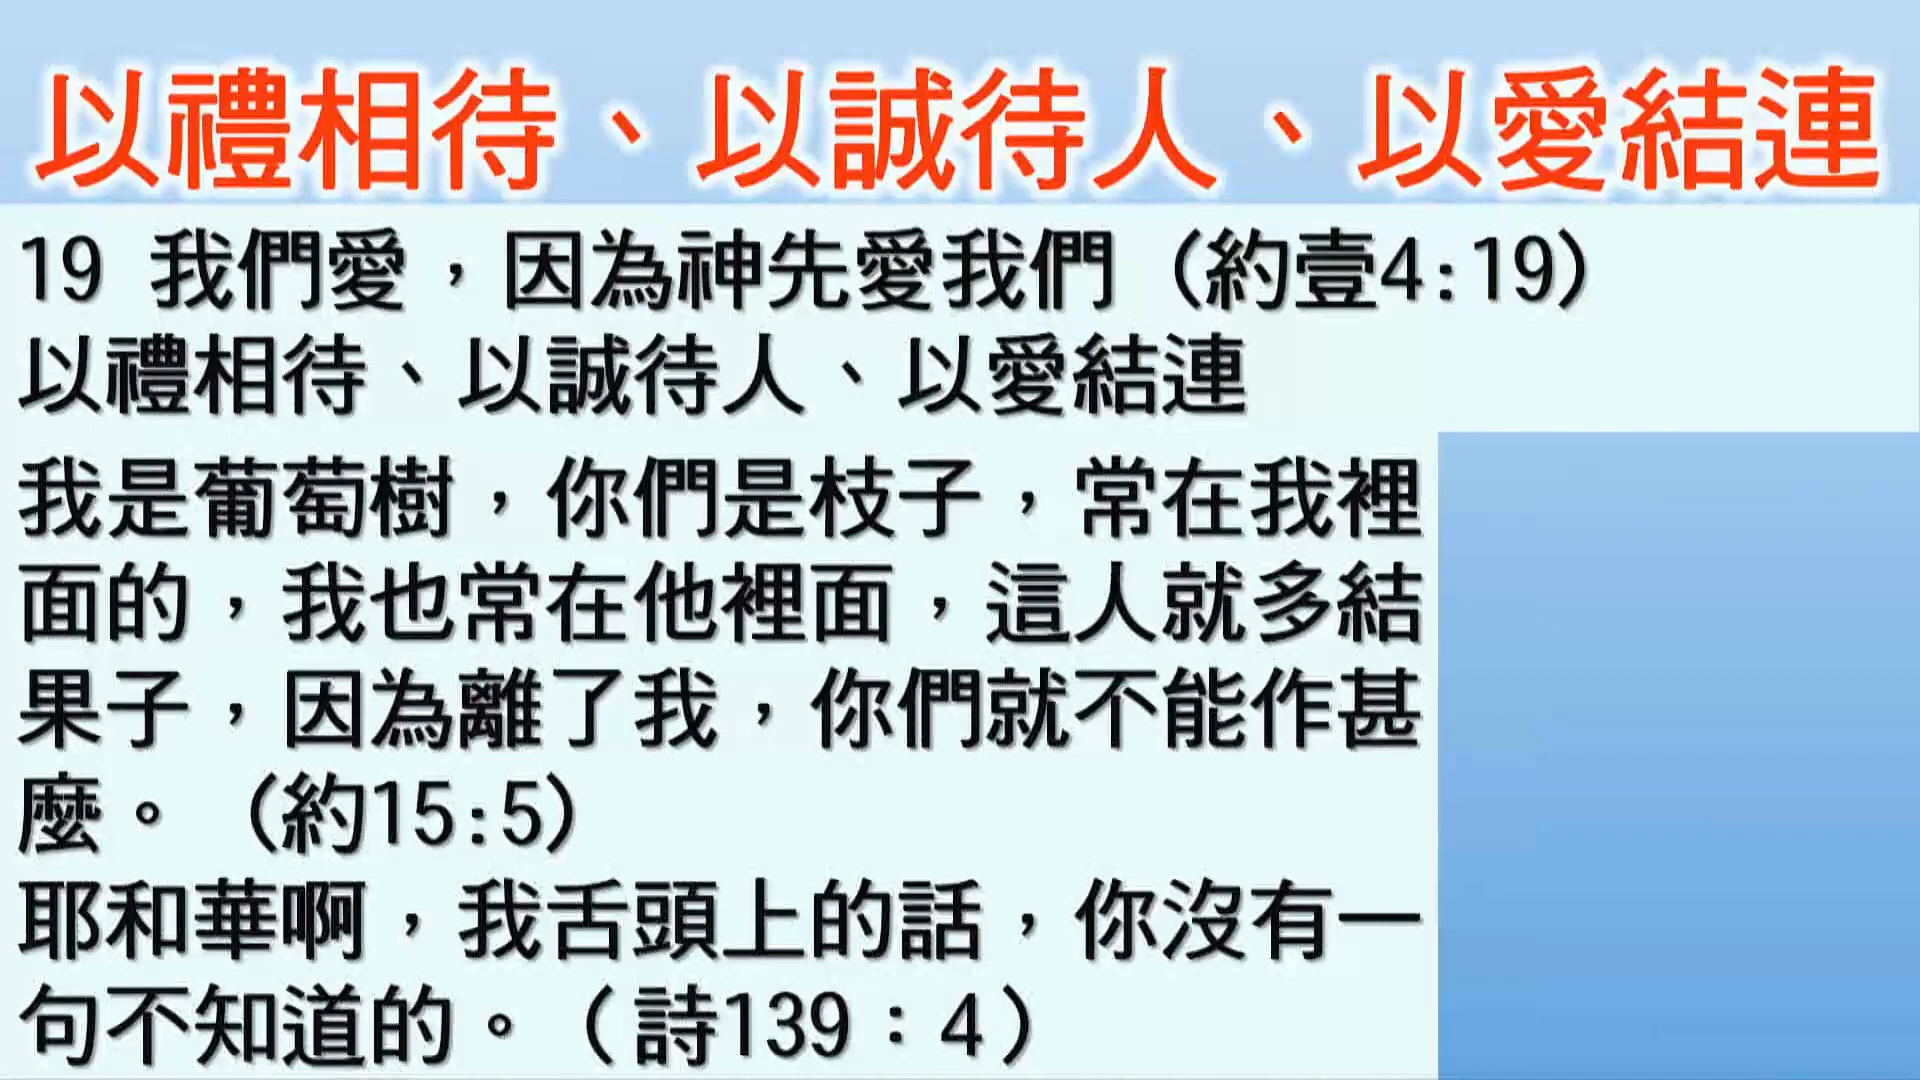 以禮相待、以誠待人、以愛結連
19 我們愛，因為神先愛我們 (約壹4:19)
以禮相待、以誠待人、以愛結連
我是葡萄樹，你們是枝子，常在我裡
面的，我也常在他裡面，這人就多結
果子，因為離了我，你們就不能作甚
麼。 (約15:5)
耶和華啊，我舌頭上的話，你沒有一
句不知道的。（詩139：4）